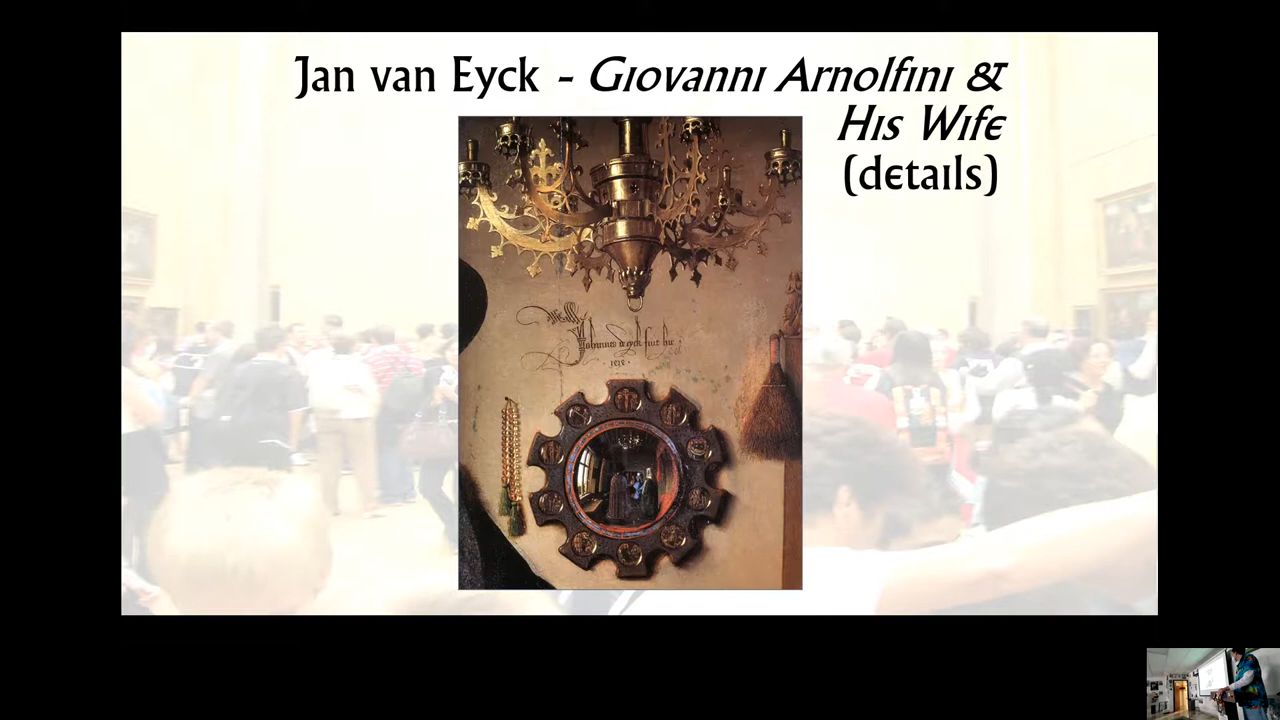 Jan van Eyck - Giovanni Arnolfini &
His Wife
(details)
Johannes de eyck fuit hic